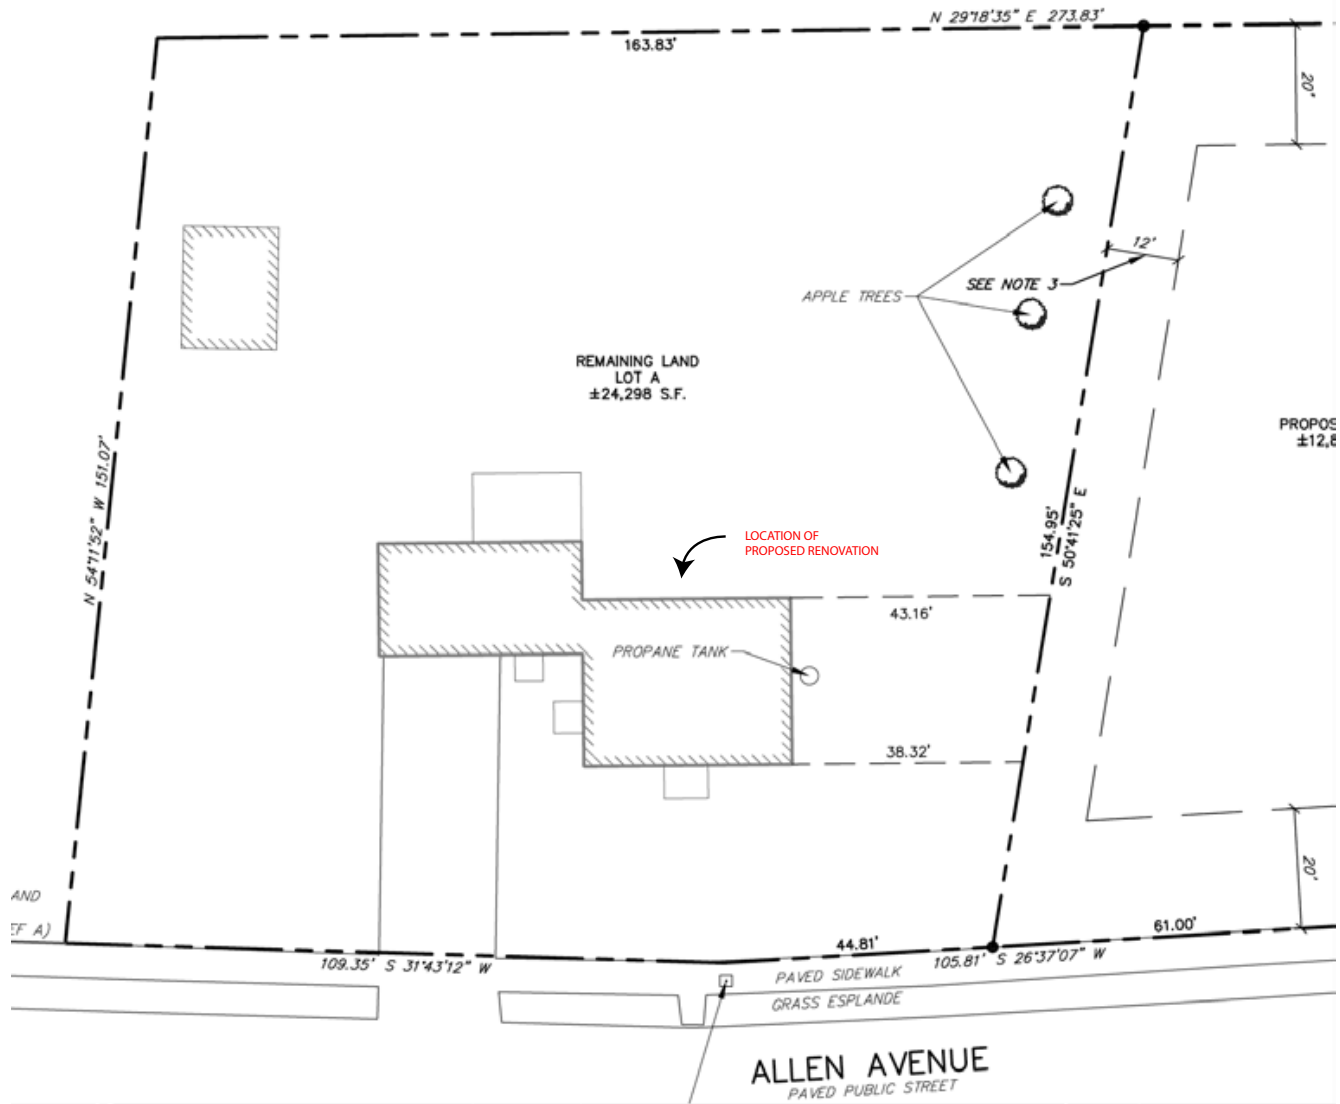 N 29°18'35" E 273.83'
163.83'
20'
12'
SEE NOTE 3
APPLE TREES
REMAINING LAND
LOT A
±24,298 S.F.
PROPOS
±12,8
N 54°11'52" W 151.07'
154.95'
S 50°41'25" E
LOCATION OF
PROPOSED RENOVATION
43.16'
PROPANE TANK
38.32'
20'
AND
EF A)
61.00'
44.81'
109.35' S 31°43'12" W
105.81' S 26°37'07" W
PAVED SIDEWALK
GRASS ESPLANDE
ALLEN AVENUE
PAVED PUBLIC STREET